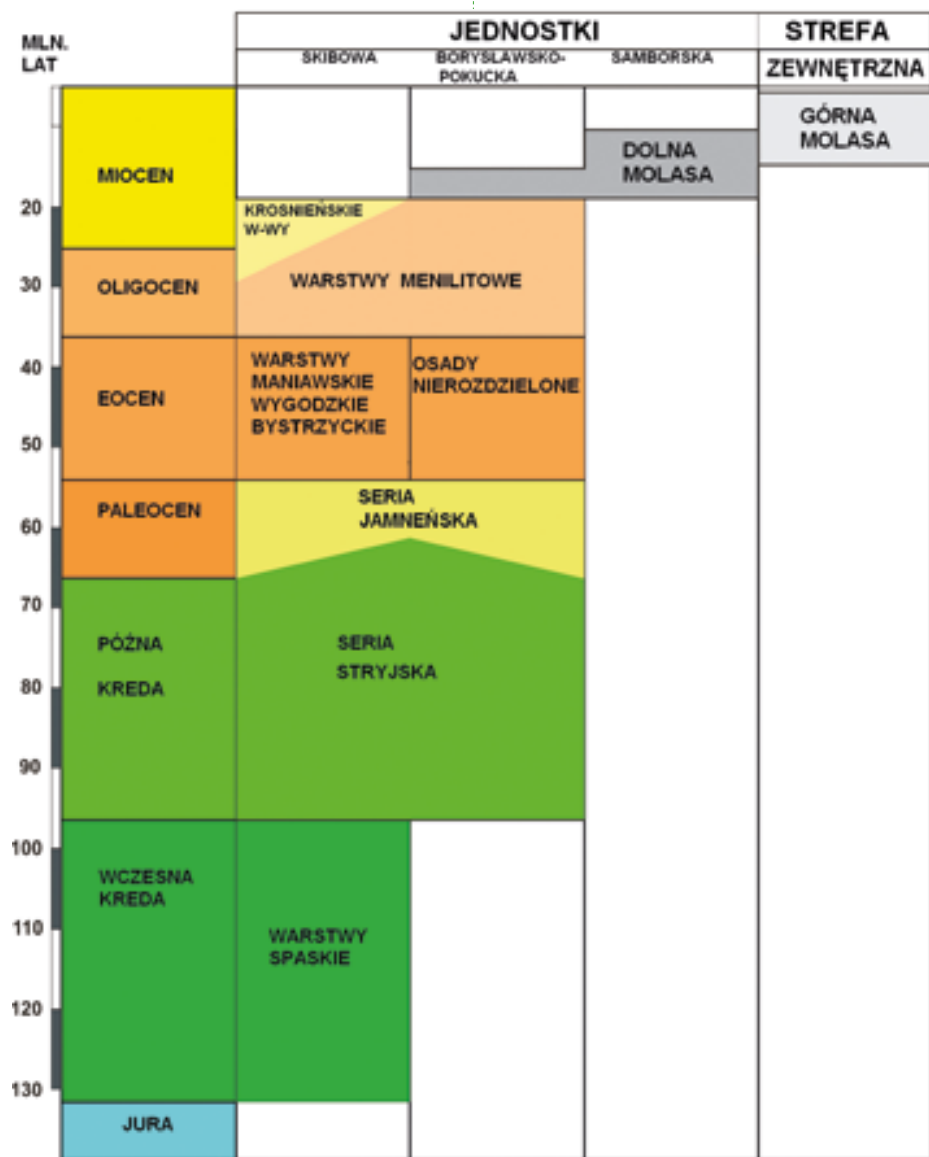 MLN.
LAT
JEDNOSTKI
STREFA
SKIBOWA
BORYSŁAWSKO-
POKUCKA
SAMBORSKA
ZEWNĘTRZNA
GÓRNA
MOLASA
DOLNA
MOLASA
MIOCEN
20
KROSNIEŃSKIE
W-WY
OLIGOCEN
30
WARSTWY MENILITOWE
40
EOCEN
50
WARSTWY
MANIAWSKIE
WYGODZKIE
BYSTRZYCKIE
OSADY
NIEROZDZIELONE
PALEOCEN
60
SERIA
JAMNEŃSKA
70
PÓŹNA
KREDA
80
90
SERIA
STRYJSKA
100
WCZESNA
KREDA
110
120
130
WARSTWY
SPASKIE
JURA